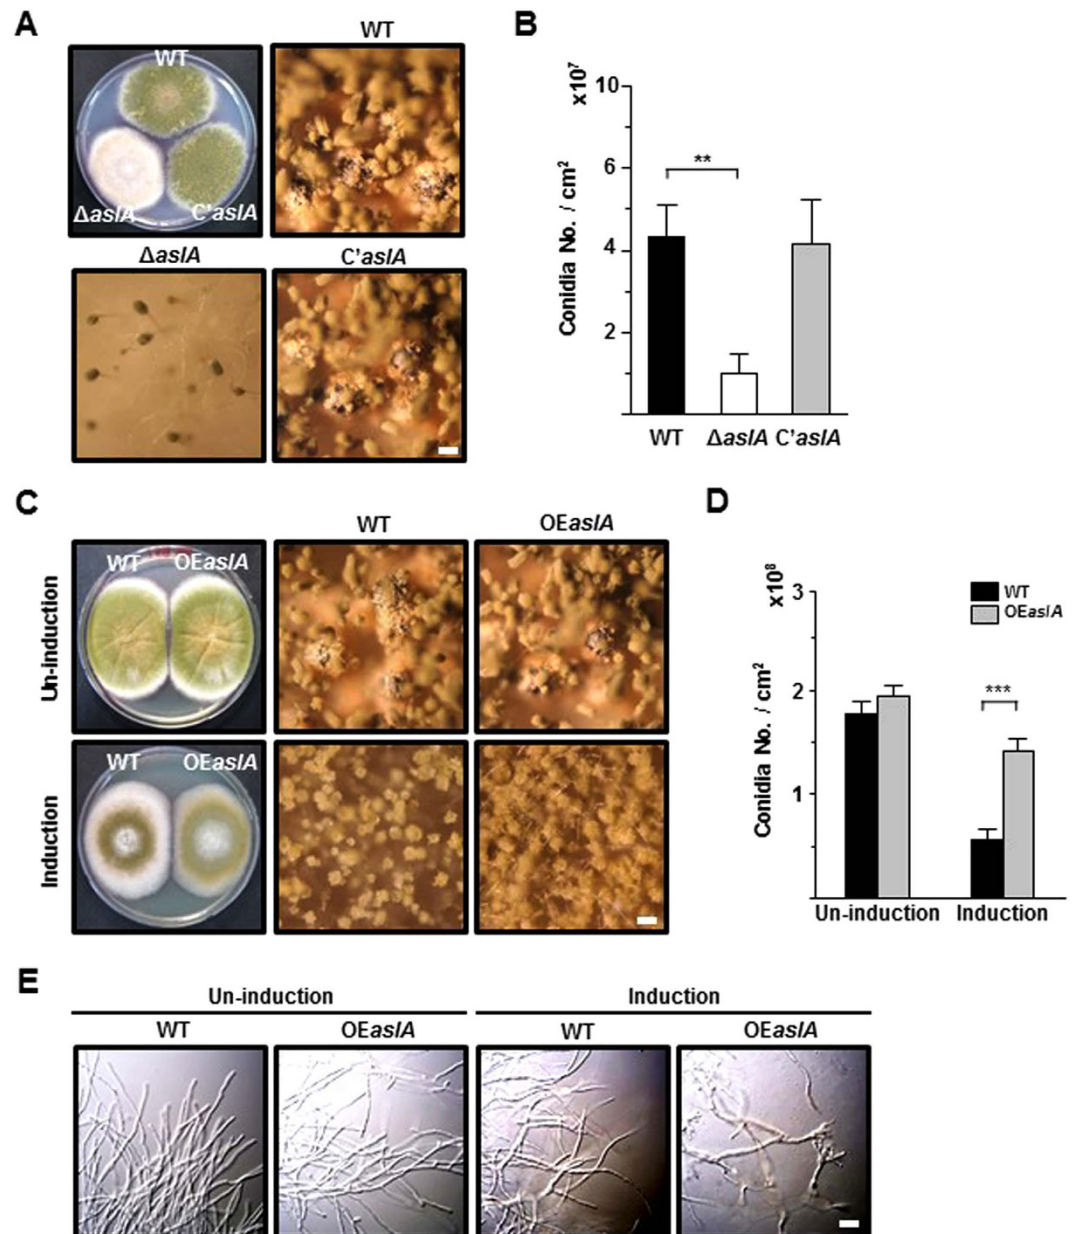 A
WT
WT
ΔaslA
C'aslA
ΔaslA
C'aslA
B
x10⁷
Conidia No. / cm²
10
6
4
2
**
WT
ΔaslA
C'aslA
C
WT
OEaslA
Un-induction
WT
OEaslA
Induction
WT
OEaslA
D
x10⁸
Conidia No. / cm²
3
2
1
WT
OEaslA
***
Un-induction
Induction
E
Un-induction
Induction
WT
OEaslA
WT
OEaslA